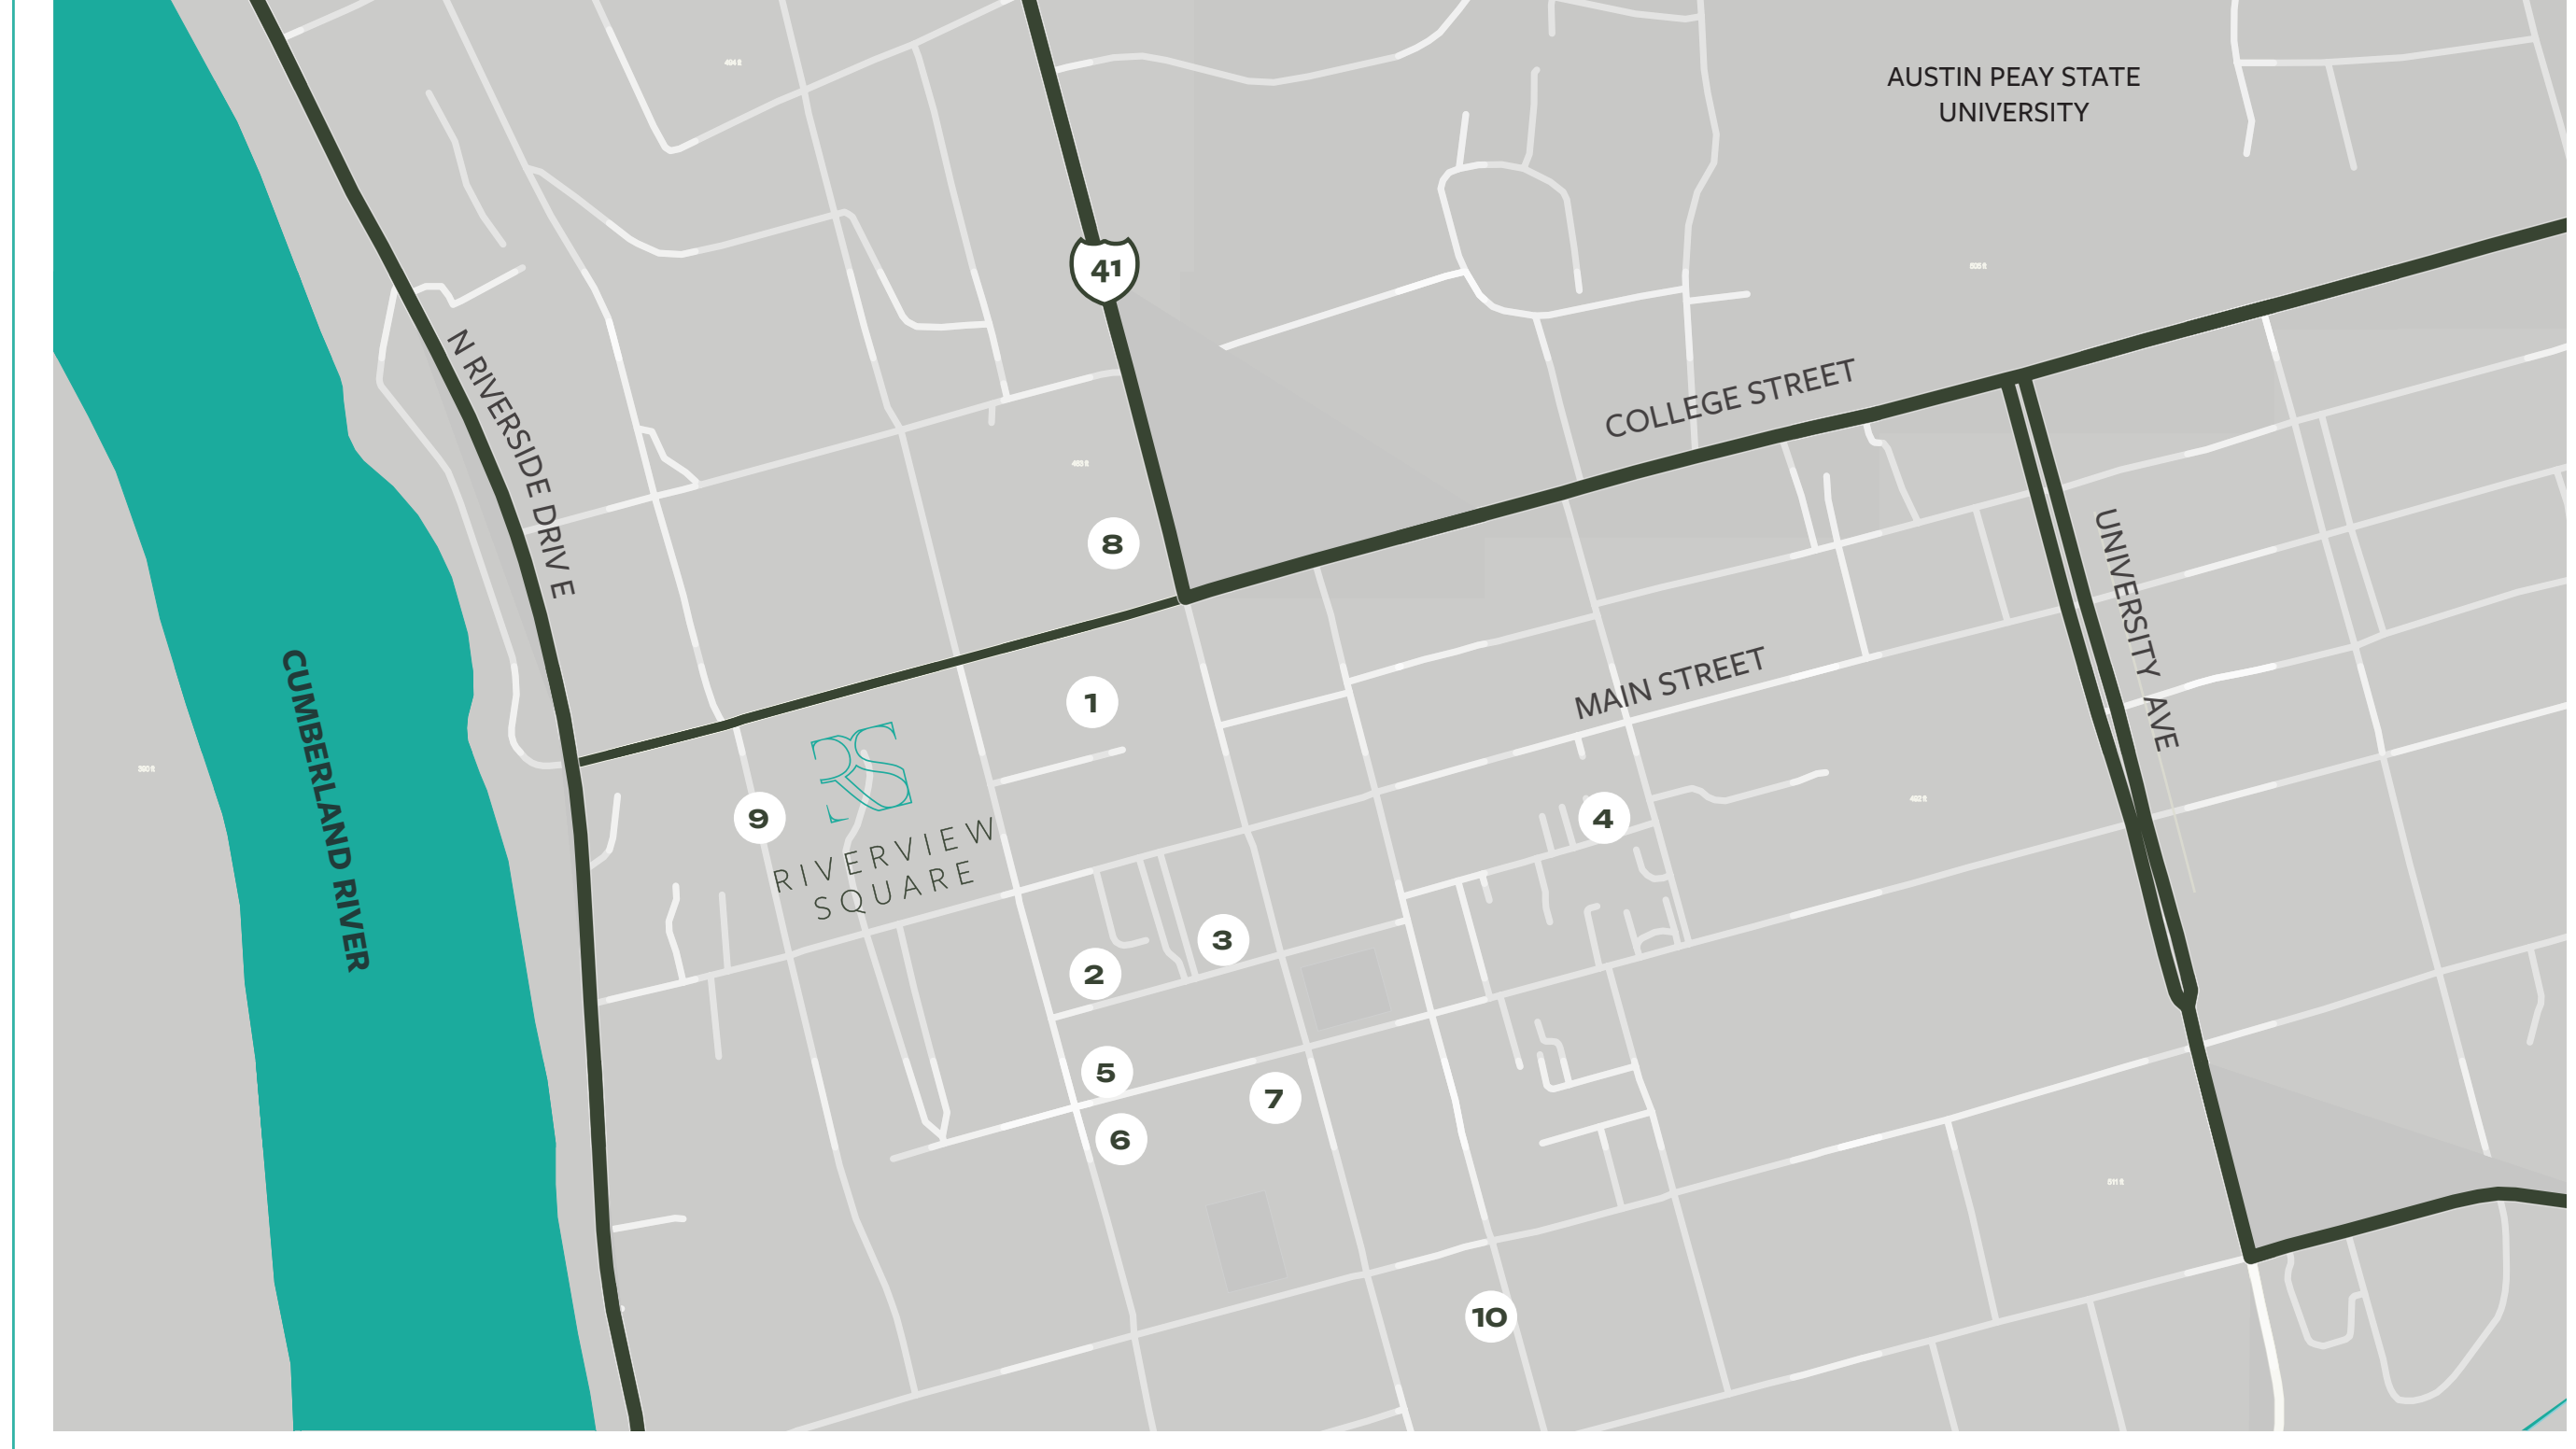 AUSTIN PEAY STATE
UNIVERSITY
41
N RIVERSIDE DRIVE
COLLEGE STREET
8
UNIVERSITY AVE
CUMBERLAND RIVER
MAIN STREET
1
RS
9
4
RIVERVIEW
SQUARE
3
2
5
7
6
10